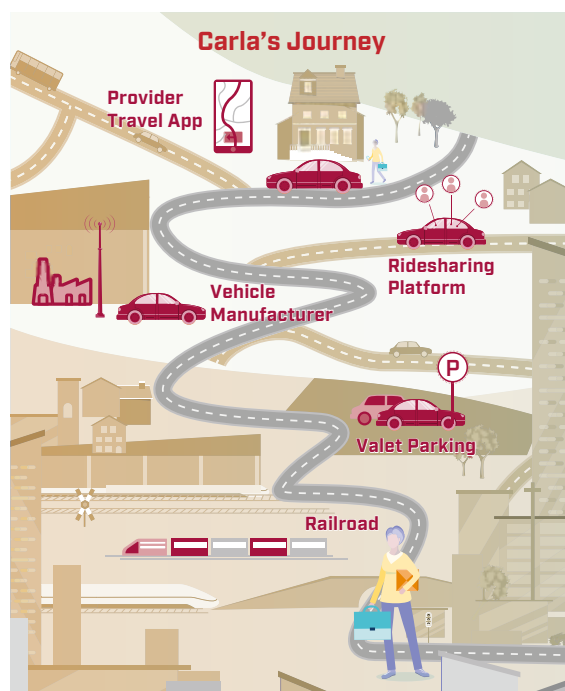 Carla's Journey
Provider
Travel App
Ridesharing
Platform
Vehicle
Manufacturer
P
Valet Parking
Railroad